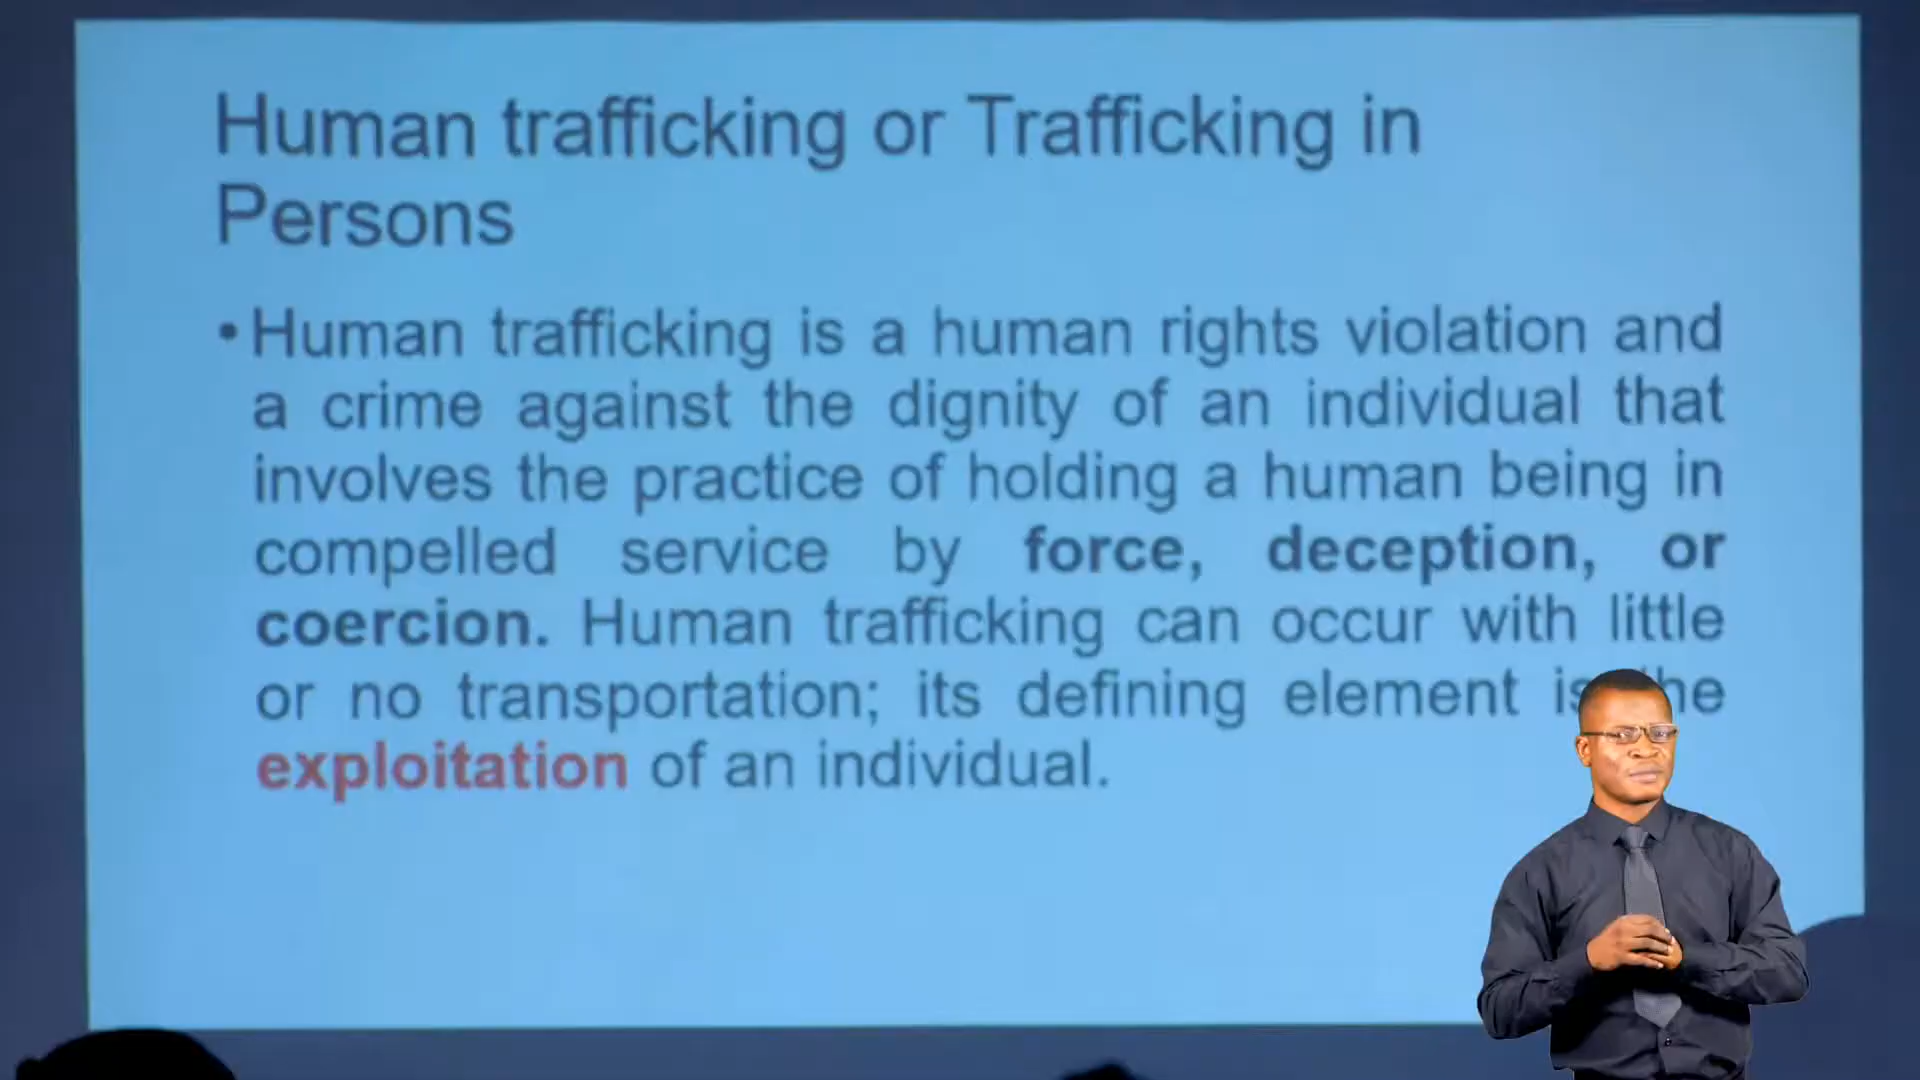 Human trafficking or Trafficking in
Persons
• Human trafficking is a human rights violation and
a crime against the dignity of an individual that
involves the practice of holding a human being in
compelled service by force, deception, or
coercion. Human trafficking can occur with little
or no transportation; its defining element is the
exploitation of an individual.